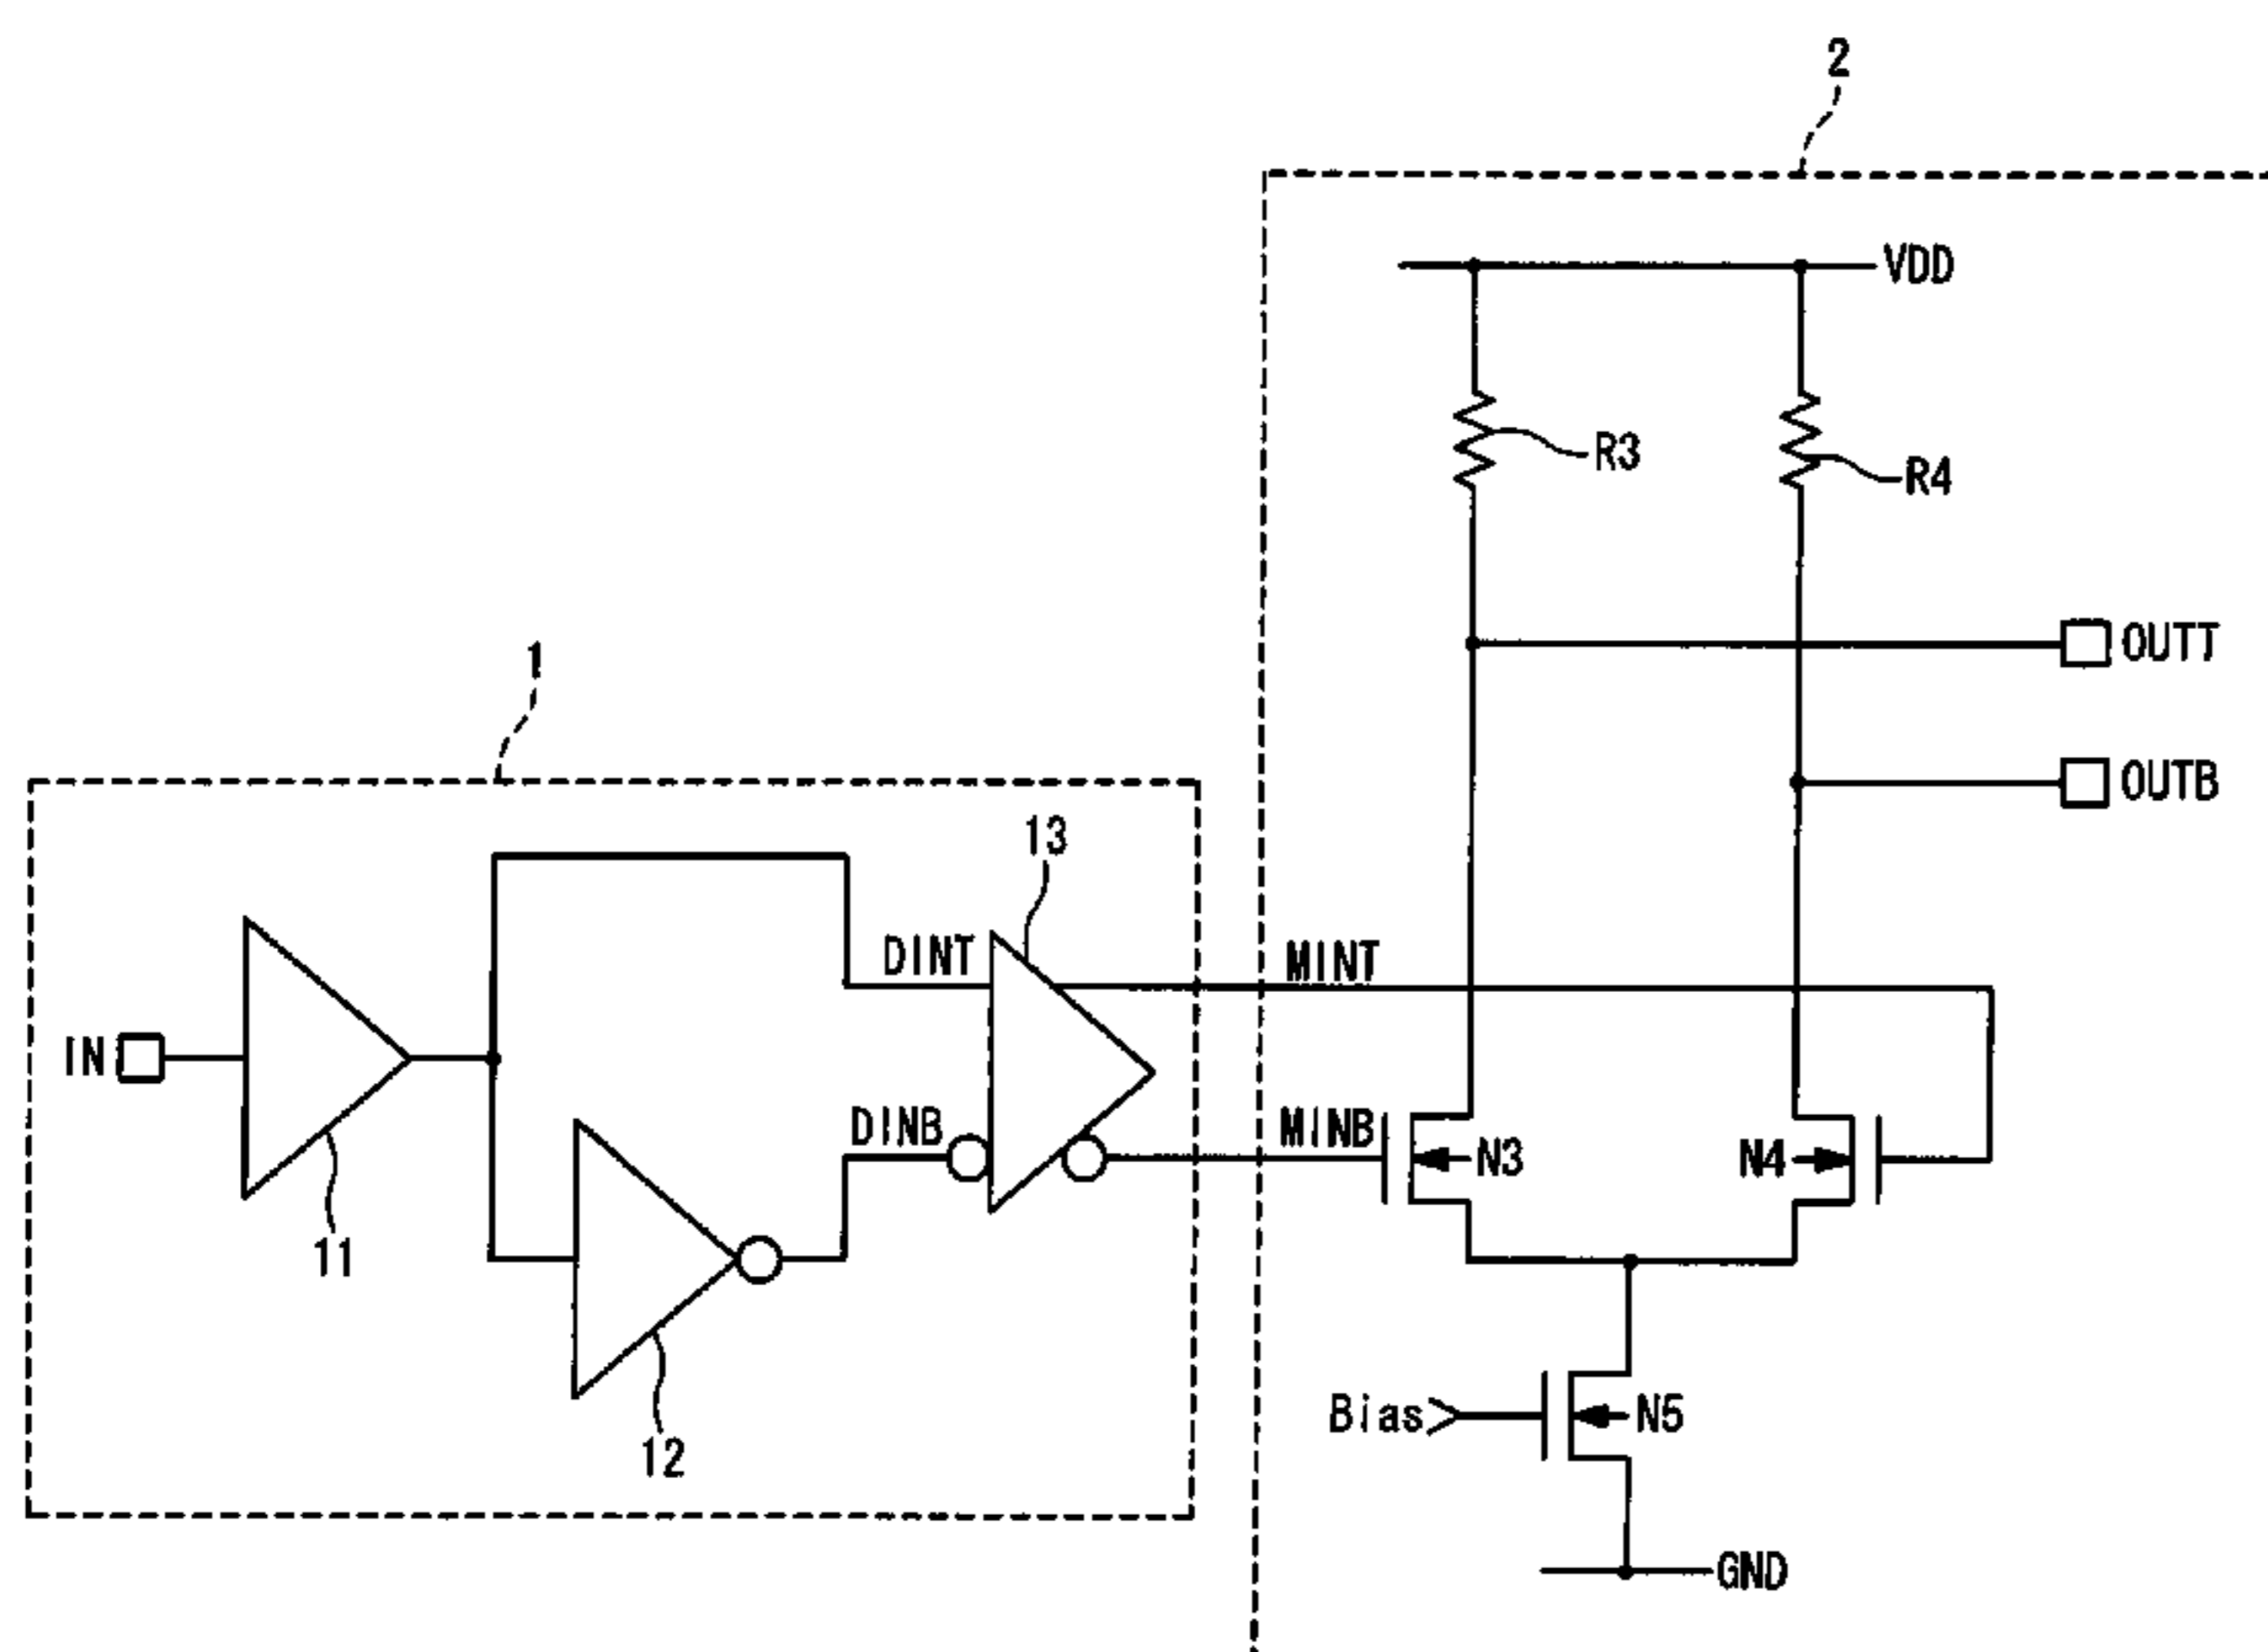 2
VDD
R3
R4
OUTT
1
OUTB
13
DINT
MINT
IN
DINB
MINB
N3
N4
11
12
Bias
N5
GND